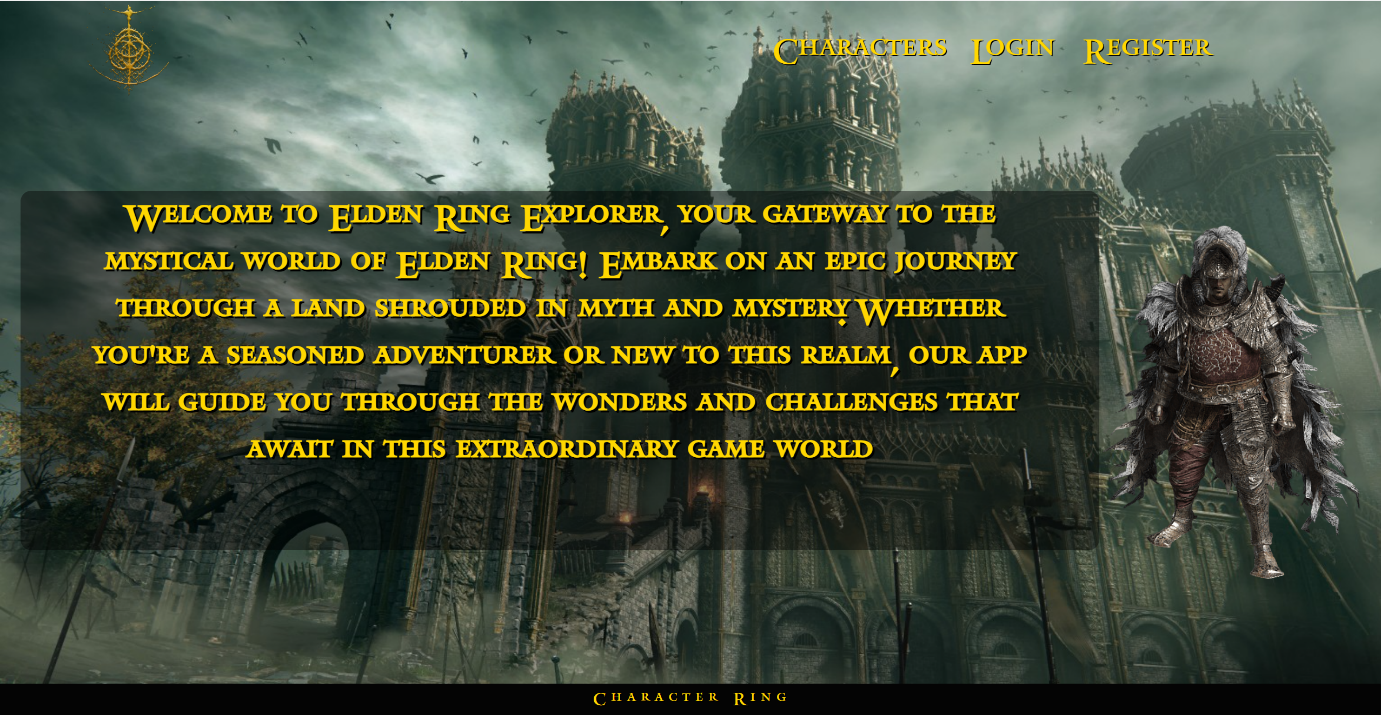 Characters Login Register
Welcome to Elden Ring Explorer, your gateway to the
mystical world of Elden Ring! Embark on an epic journey
through a land shrouded in myth and mystery. Whether
you're a seasoned adventurer or new to this realm, our app
will guide you through the wonders and challenges that
await in this extraordinary game world
Character Ring